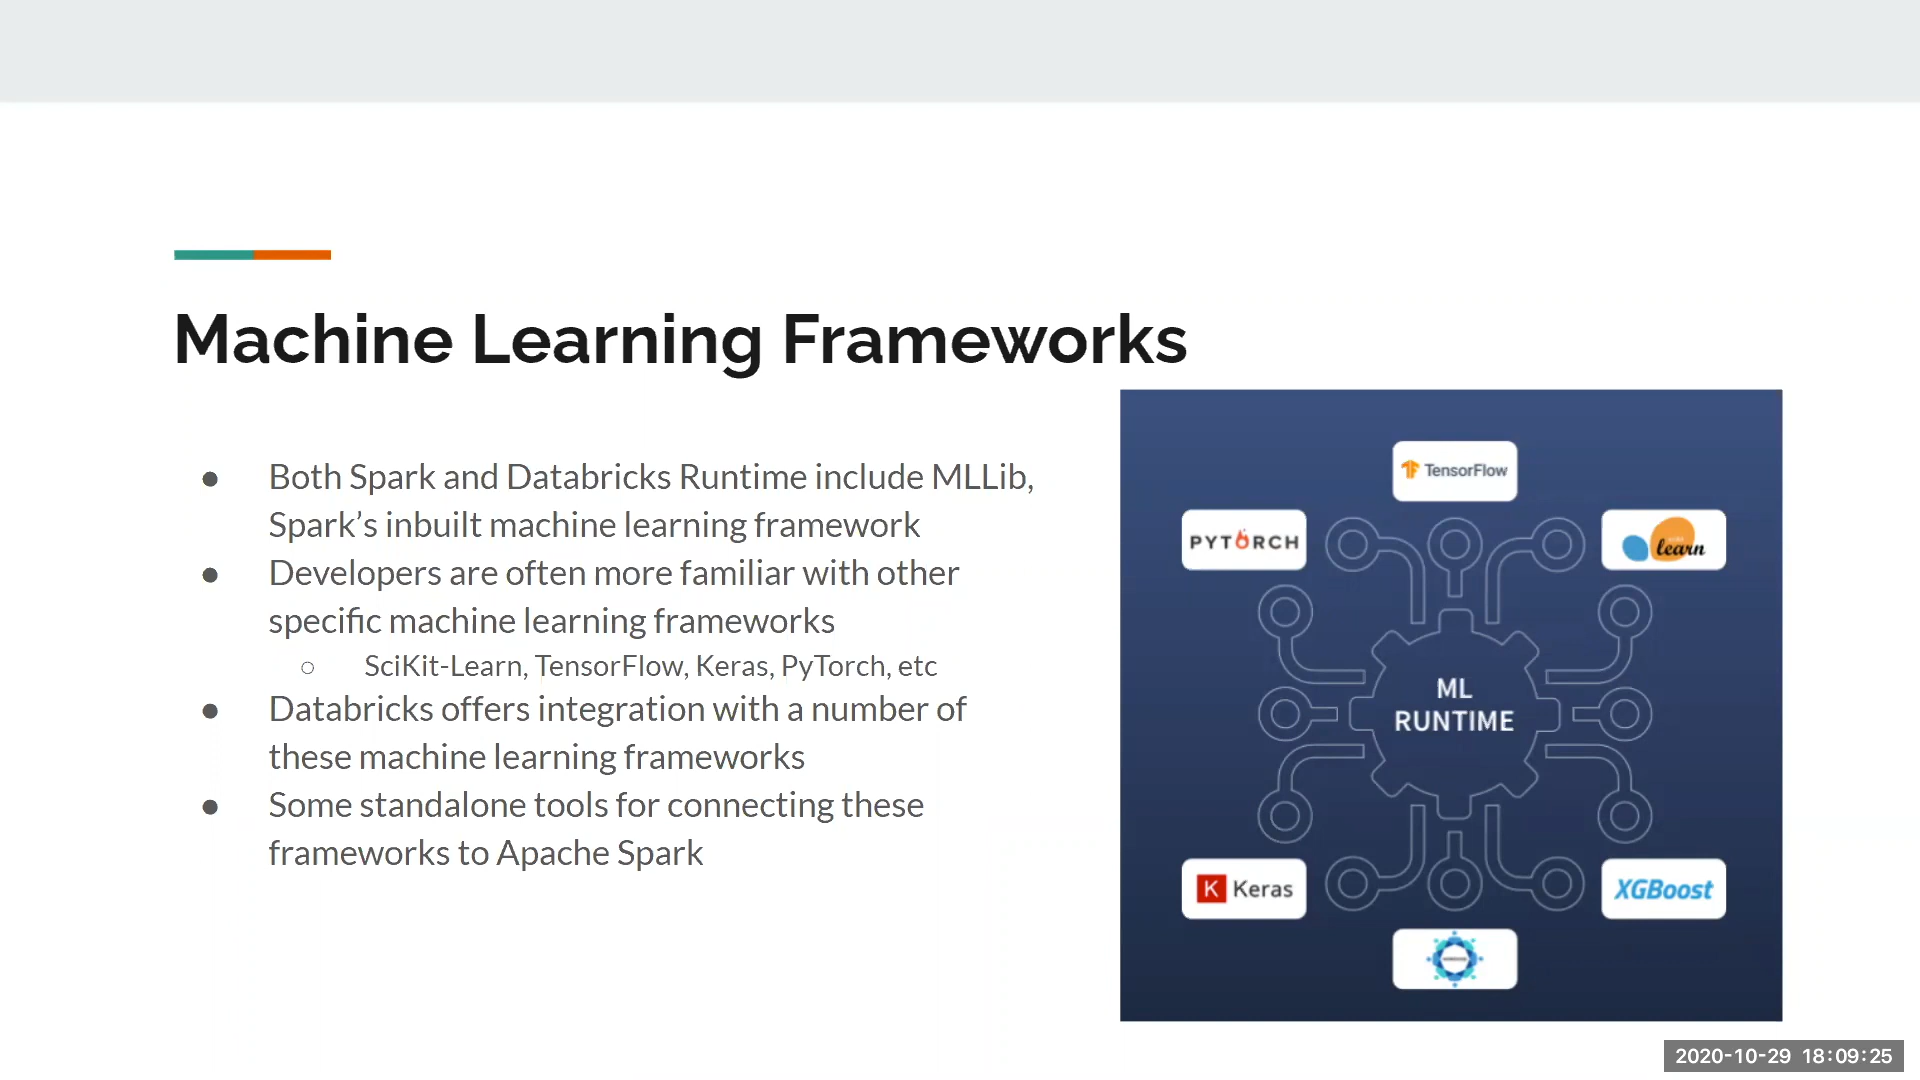 Machine Learning Frameworks
● Both Spark and Databricks Runtime include MLLib,
Spark’s inbuilt machine learning framework
● Developers are often more familiar with other
specific machine learning frameworks
○ SciKit-Learn, TensorFlow, Keras, PyTorch, etc
● Databricks offers integration with a number of
these machine learning frameworks
● Some standalone tools for connecting these
frameworks to Apache Spark
TensorFlow
PYTORCH
learn
ML
RUNTIME
K Keras
XGBoost
2020-10-29 18:09:25